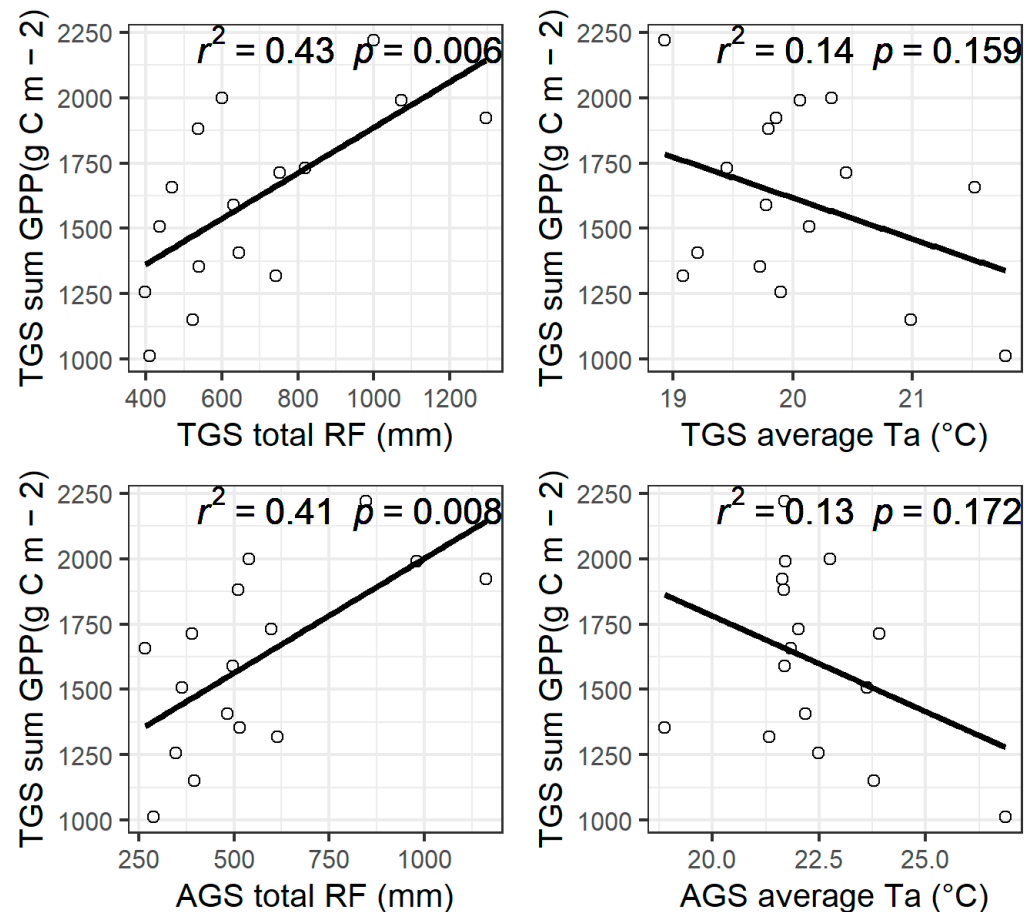 r² = 0.43 p = 0.006
TGS sum GPP(g C m − 2)
2250
2000
1750
1500
1250
1000
400 600 800 1000 1200
TGS total RF (mm)
r² = 0.14 p = 0.159
TGS sum GPP(g C m − 2)
2250
2000
1750
1500
1250
1000
19 20 21
TGS average Ta (°C)
r² = 0.41 p = 0.008
TGS sum GPP(g C m − 2)
2250
2000
1750
1500
1250
1000
250 500 750 1000
AGS total RF (mm)
r² = 0.13 p = 0.172
TGS sum GPP(g C m − 2)
2250
2000
1750
1500
1250
1000
20.0 22.5 25.0
AGS average Ta (°C)